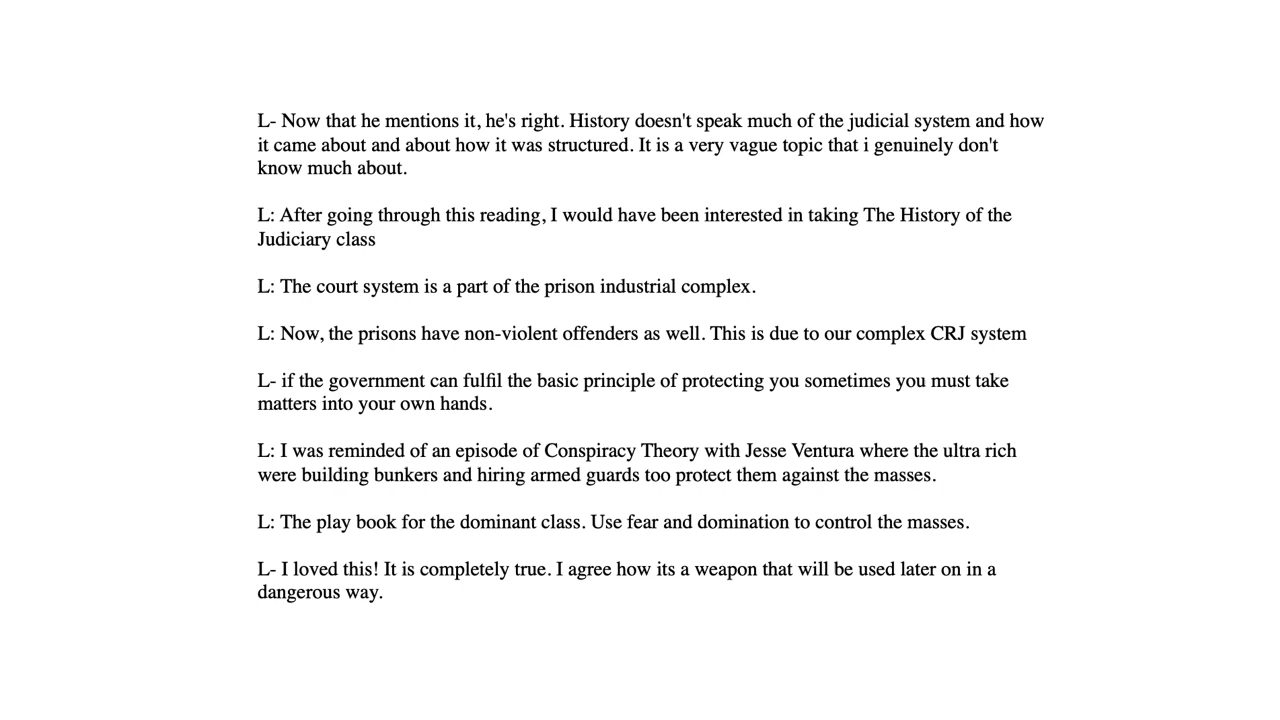 L- Now that he mentions it, he's right. History doesn't speak much of the judicial system and how
it came about and about how it was structured. It is a very vague topic that i genuinely don't
know much about.
L: After going through this reading, I would have been interested in taking The History of the
Judiciary class
L: The court system is a part of the prison industrial complex.
L: Now, the prisons have non-violent offenders as well. This is due to our complex CRJ system
L- if the government can fulfil the basic principle of protecting you sometimes you must take
matters into your own hands.
L: I was reminded of an episode of Conspiracy Theory with Jesse Ventura where the ultra rich
were building bunkers and hiring armed guards too protect them against the masses.
L: The play book for the dominant class. Use fear and domination to control the masses.
L- I loved this! It is completely true. I agree how its a weapon that will be used later on in a
dangerous way.